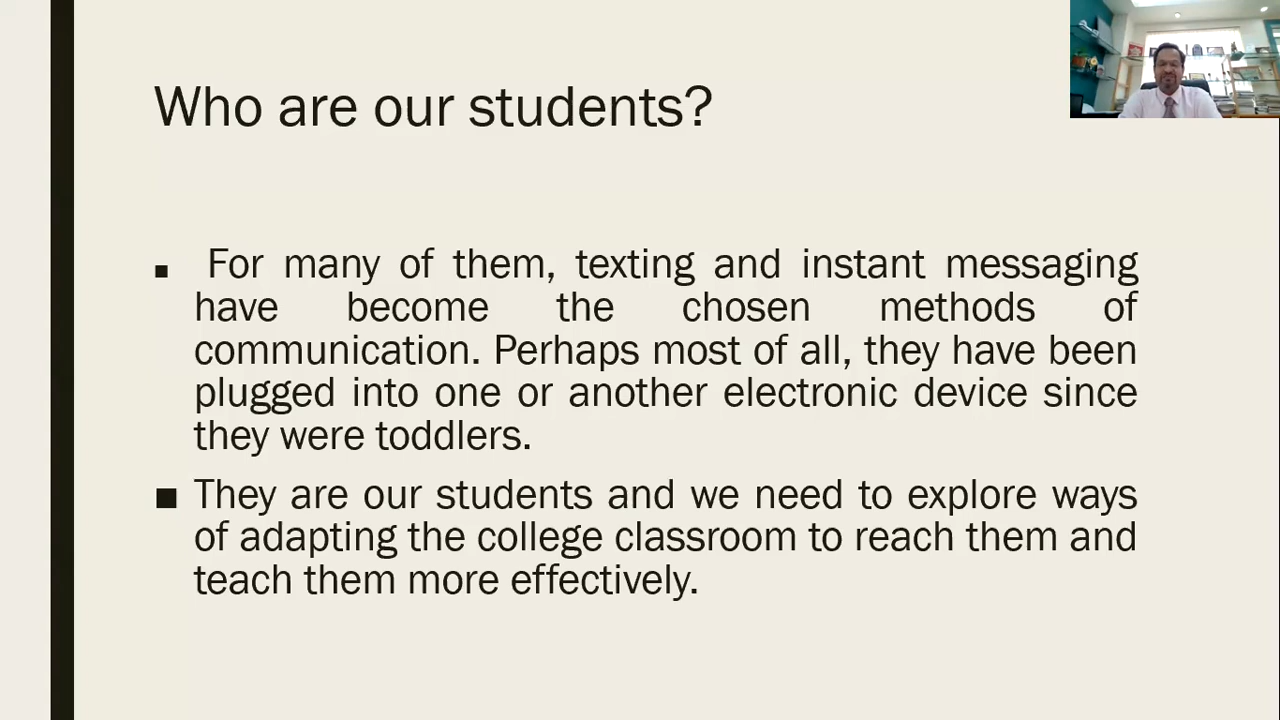 Who are our students?
■ For many of them, texting and instant messaging
have become the chosen methods of
communication. Perhaps most of all, they have been
plugged into one or another electronic device since
they were toddlers.
■ They are our students and we need to explore ways
of adapting the college classroom to reach them and
teach them more effectively.